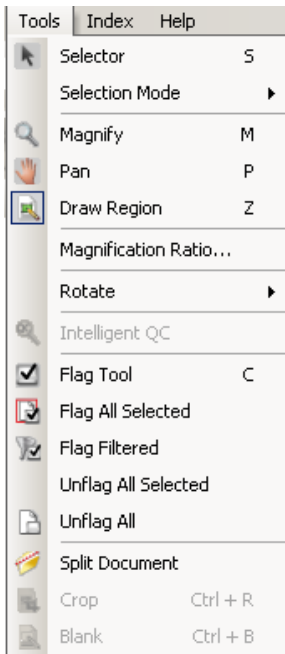 Tools Index Help
Selector S
Selection Mode
Magnify M
Pan P
Draw Region Z
Magnification Ratio...
Rotate
Intelligent QC
Flag Tool C
Flag All Selected
Flag Filtered
Unflag All Selected
Unflag All
Split Document
Crop Ctrl + R
Blank Ctrl + B